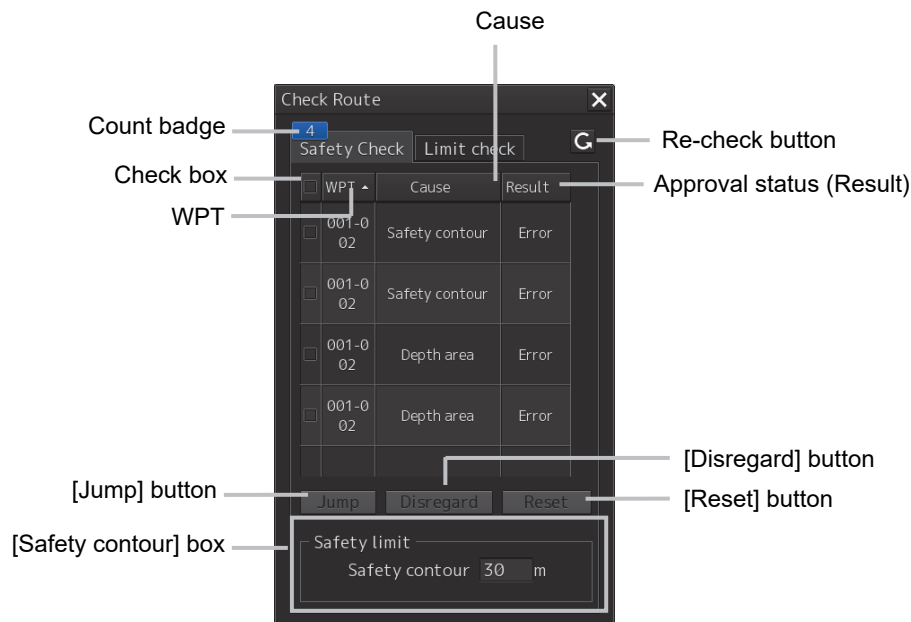 Cause
Check Route
Count badge
4
Safety Check
Limit check
Re-check button
Check box
WPT
Cause
Result
Approval status (Result)
WPT
001-0
02
Safety contour
Error
001-0
02
Safety contour
Error
001-0
02
Depth area
Error
001-0
02
Depth area
Error
[Disregard] button
[Jump] button
Jump
Disregard
Reset
[Reset] button
[Safety contour] box
Safety limit
Safety contour 30 m